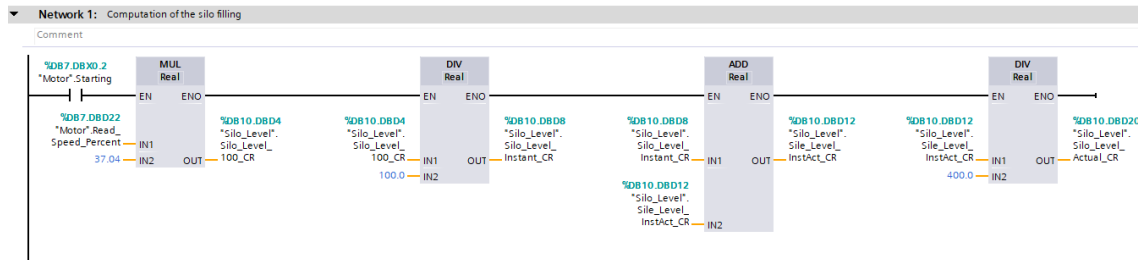 Network 1: Computation of the silo filling
Comment
%DB7.DBX0.2
"Motor".Starting
MUL
Real
EN
ENO
%DB7.DBD22
"Motor".Read_
Speed_Percent
IN1
37.04
IN2
OUT
%DB10.DBD4
"Silo_Level".
Silo_Level_
100_CR
DIV
Real
EN
ENO
%DB10.DBD4
"Silo_Level".
Silo_Level_
100_CR
IN1
100.0
IN2
OUT
%DB10.DBD8
"Silo_Level".
Silo_Level_
Instant_CR
ADD
Real
EN
ENO
%DB10.DBD8
"Silo_Level".
Silo_Level_
Instant_CR
IN1
%DB10.DBD12
"Silo_Level".
Sile_Level_
InstAct_CR
IN2
OUT
%DB10.DBD12
"Silo_Level".
Sile_Level_
InstAct_CR
DIV
Real
EN
ENO
%DB10.DBD12
"Silo_Level".
Sile_Level_
InstAct_CR
IN1
400.0
IN2
OUT
%DB10.DBD20
"Silo_Level".
Silo_Level_
Actual_CR